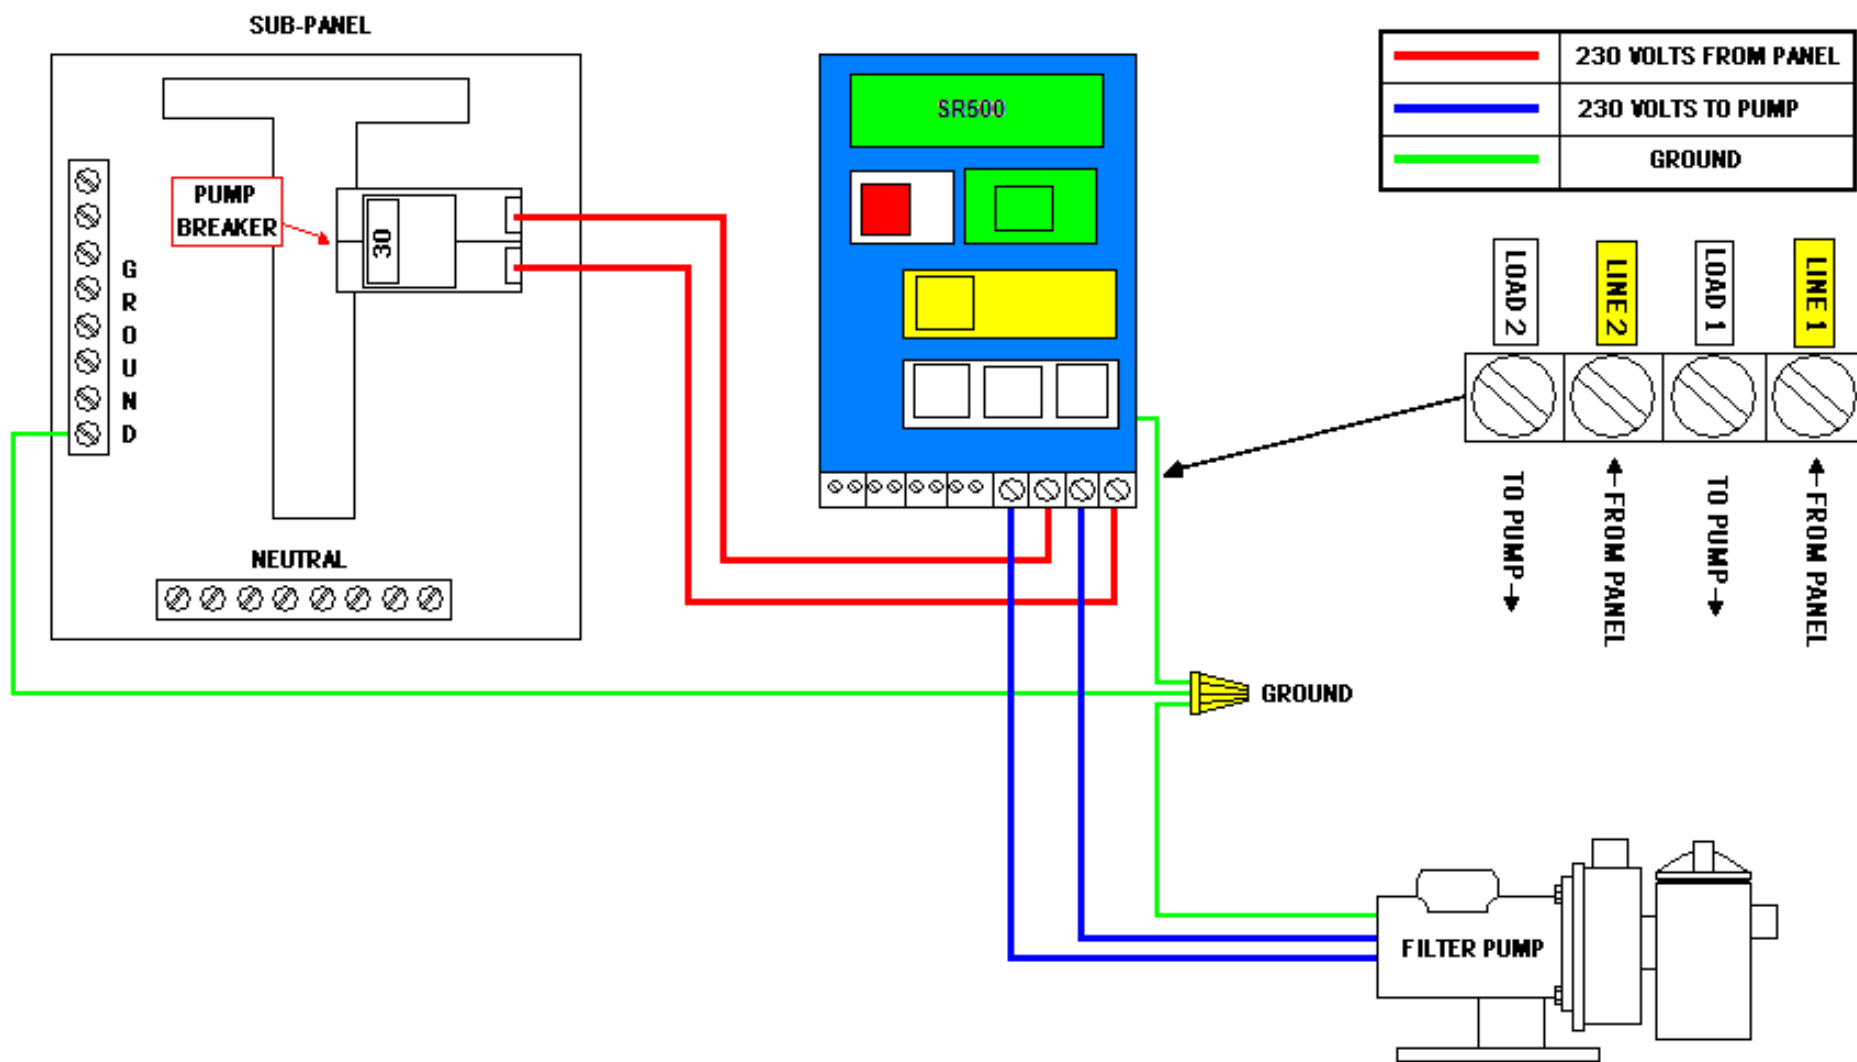 SUB-PANEL
PUMP
BREAKER
30
G
R
O
U
N
D
NEUTRAL
SR500
230 VOLTS FROM PANEL
230 VOLTS TO PUMP
GROUND
LOAD 2
LINE 2
LOAD 1
LINE 1
TO PUMP
FROM PANEL
TO PUMP
FROM PANEL
GROUND
FILTER PUMP